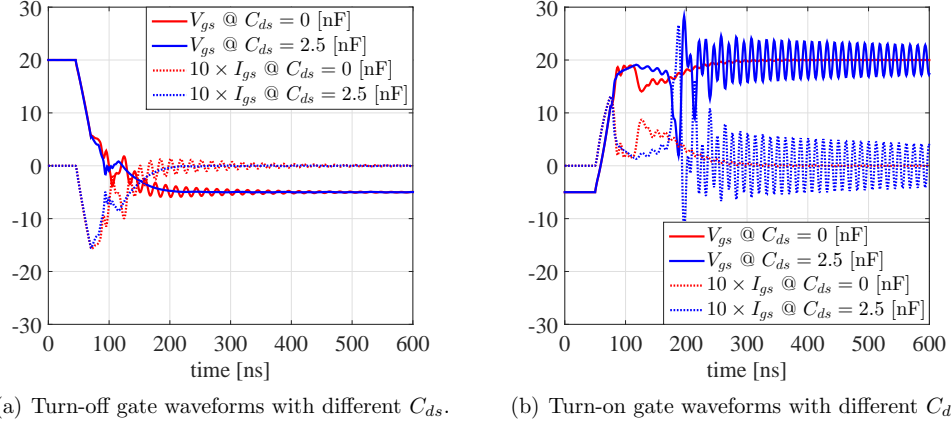 30
20
10
0
-10
-20
-30
0 100 200 300 400 500 600
time [ns]
V_gs @ C_ds = 0 [nF]
V_gs @ C_ds = 2.5 [nF]
10 × I_gs @ C_ds = 0 [nF]
10 × I_gs @ C_ds = 2.5 [nF]
a) Turn-off gate waveforms with different C_ds.
30
20
10
0
-10
-20
-30
0 100 200 300 400 500 600
time [ns]
V_gs @ C_ds = 0 [nF]
V_gs @ C_ds = 2.5 [nF]
10 × I_gs @ C_ds = 0 [nF]
10 × I_gs @ C_ds = 2.5 [nF]
(b) Turn-on gate waveforms with different C_d